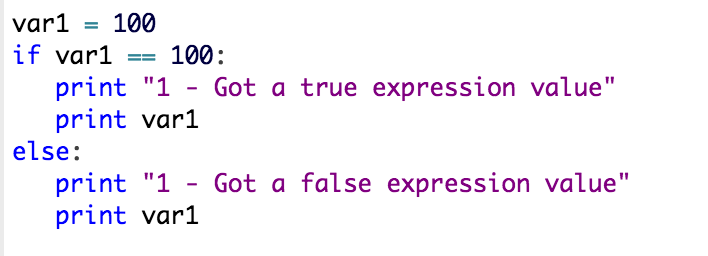 var1 = 100
if var1 == 100:
   print "1 - Got a true expression value"
   print var1
else:
   print "1 - Got a false expression value"
   print var1